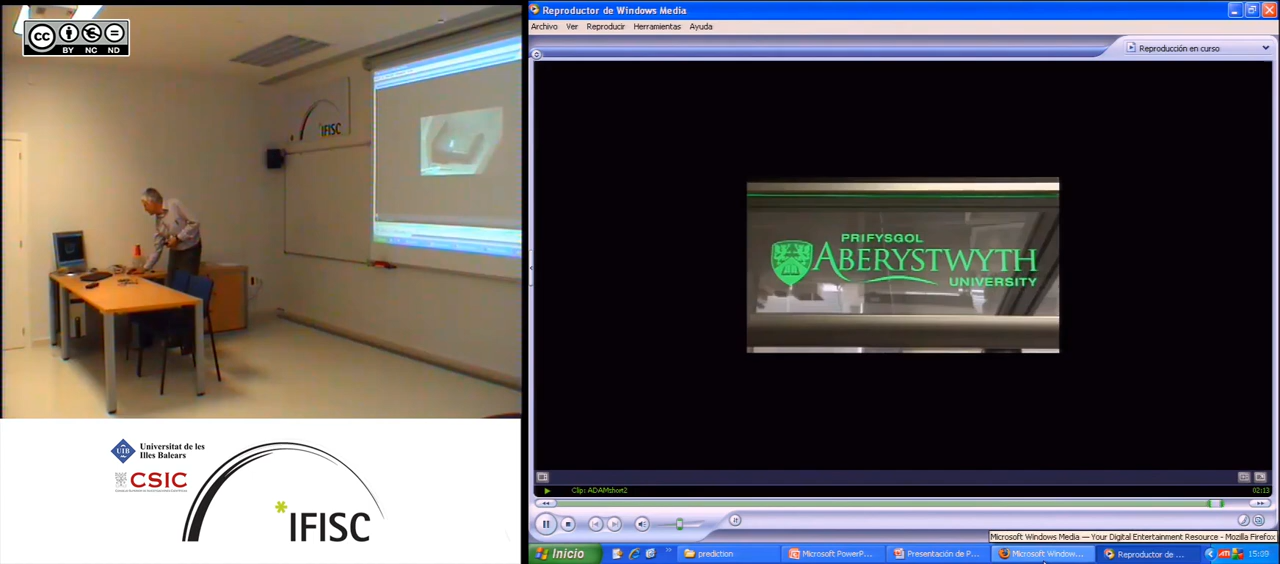 cc
BY NC ND
IFISC
Universitat de les
Illes Balears
UIB
CSIC
*IFISC
Reproductor de Windows Media
Archivo Ver Reproducir Herramientas Ayuda
Reproducción en curso
PRIFYSGOL
ABERYSTWYTH
UNIVERSITY
Clip: ADAMshort2
02:13
Microsoft Windows Media — Your Digital Entertainment Resource - Mozilla Firefox
Inicio
prediction
Microsoft PowerP...
Presentación de P...
Microsoft Window...
Reproductor de ...
15:09